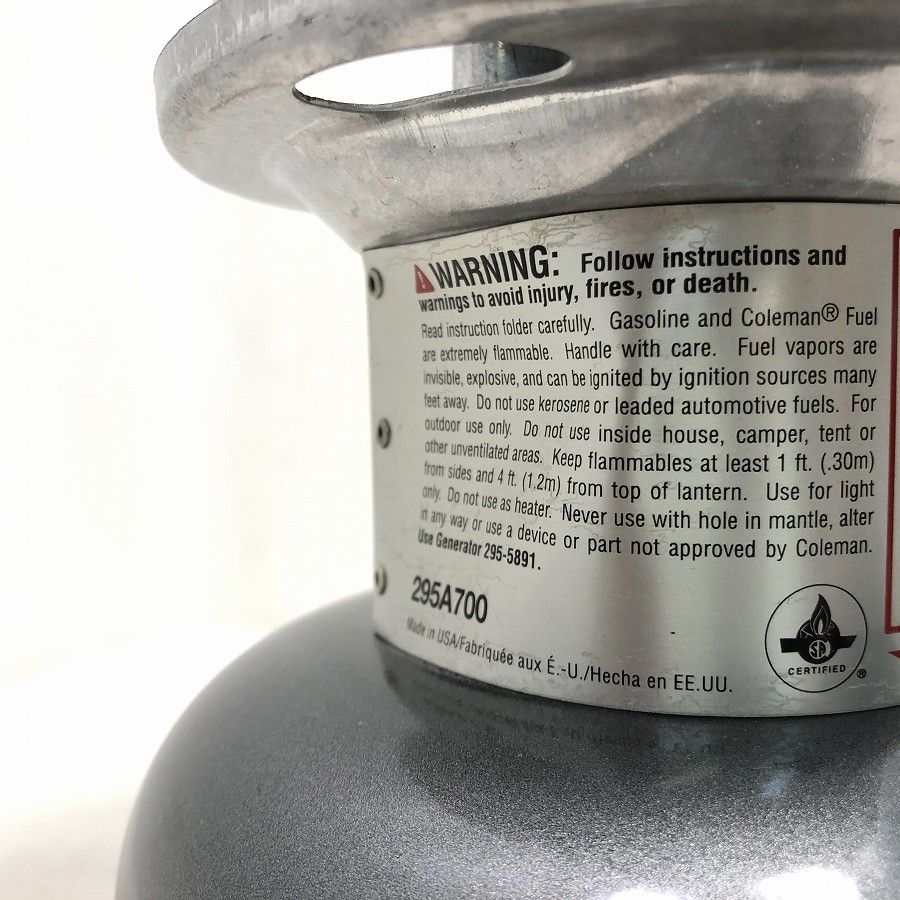 WARNING: Follow instructions and
warnings to avoid injury, fires, or death.
Read instruction folder carefully. Gasoline and Coleman® Fuel
are extremely flammable. Handle with care. Fuel vapors are
invisible, explosive, and can be ignited by ignition sources many
feet away. Do not use kerosene or leaded automotive fuels. For
outdoor use only. Do not use inside house, camper, tent or
other unventilated areas. Keep flammables at least 1 ft. (.30m)
from sides and 4 ft. (1.2m) from top of lantern. Use for light
only. Do not use as heater. Never use with hole in mantle, alter
in any way or use a device or part not approved by Coleman.
Use Generator 295-5891.
295A700
Made in USA/Fabriquée aux É.-U./Hecha en EE.UU.
SA
CERTIFIED ®